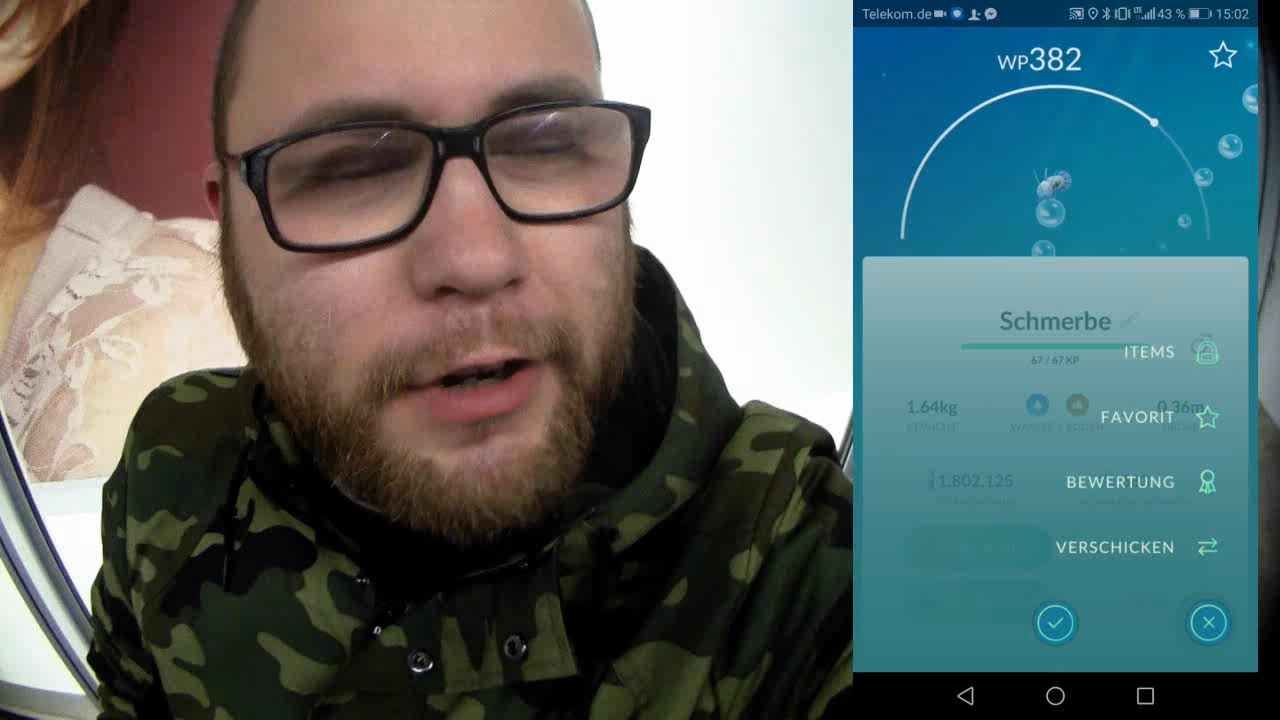 Telekom.de 43 % 15:02
WP382
Schmerbe
67 / 67 KP
ITEMS
1.64kg 0.36m
FAVORIT
1.802.125
BEWERTUNG
VERSCHICKEN